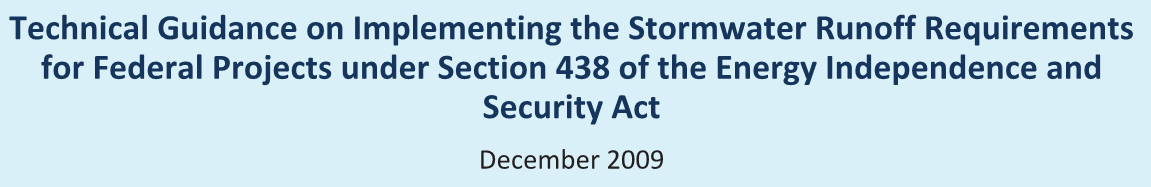 Technical Guidance on Implementing the Stormwater Runoff Requirements
for Federal Projects under Section 438 of the Energy Independence and
Security Act
December 2009